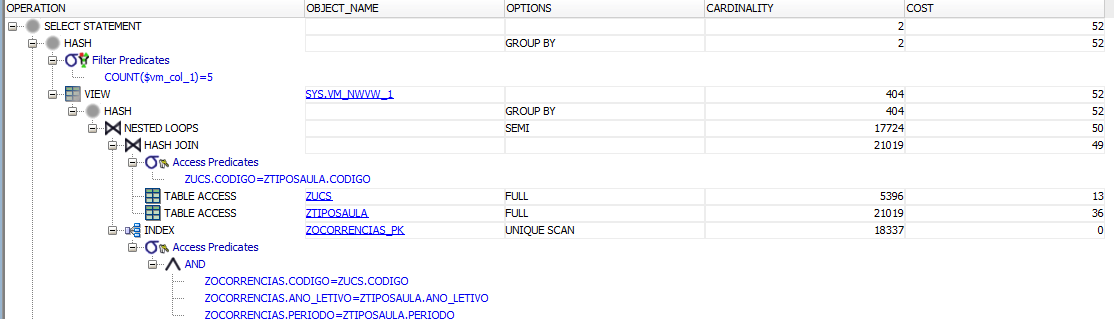 OPERATION OBJECT_NAME OPTIONS CARDINALITY COST
SELECT STATEMENT 2 52
HASH GROUP BY 2 52
Filter Predicates
COUNT($vm_col_1)=5
VIEW SYS.VM_NWVW_1 404 52
HASH GROUP BY 404 52
NESTED LOOPS SEMI 17724 50
HASH JOIN 21019 49
Access Predicates
ZUCS.CODIGO=ZTIPOSAULA.CODIGO
TABLE ACCESS ZUCS FULL 5396 13
TABLE ACCESS ZTIPOSAULA FULL 21019 36
INDEX ZOCORRENCIAS_PK UNIQUE SCAN 18337 0
Access Predicates
AND
ZOCORRENCIAS.CODIGO=ZUCS.CODIGO
ZOCORRENCIAS.ANO_LETIVO=ZTIPOSAULA.ANO_LETIVO
ZOCORRENCIAS.PERIODO=ZTIPOSAULA.PERIODO